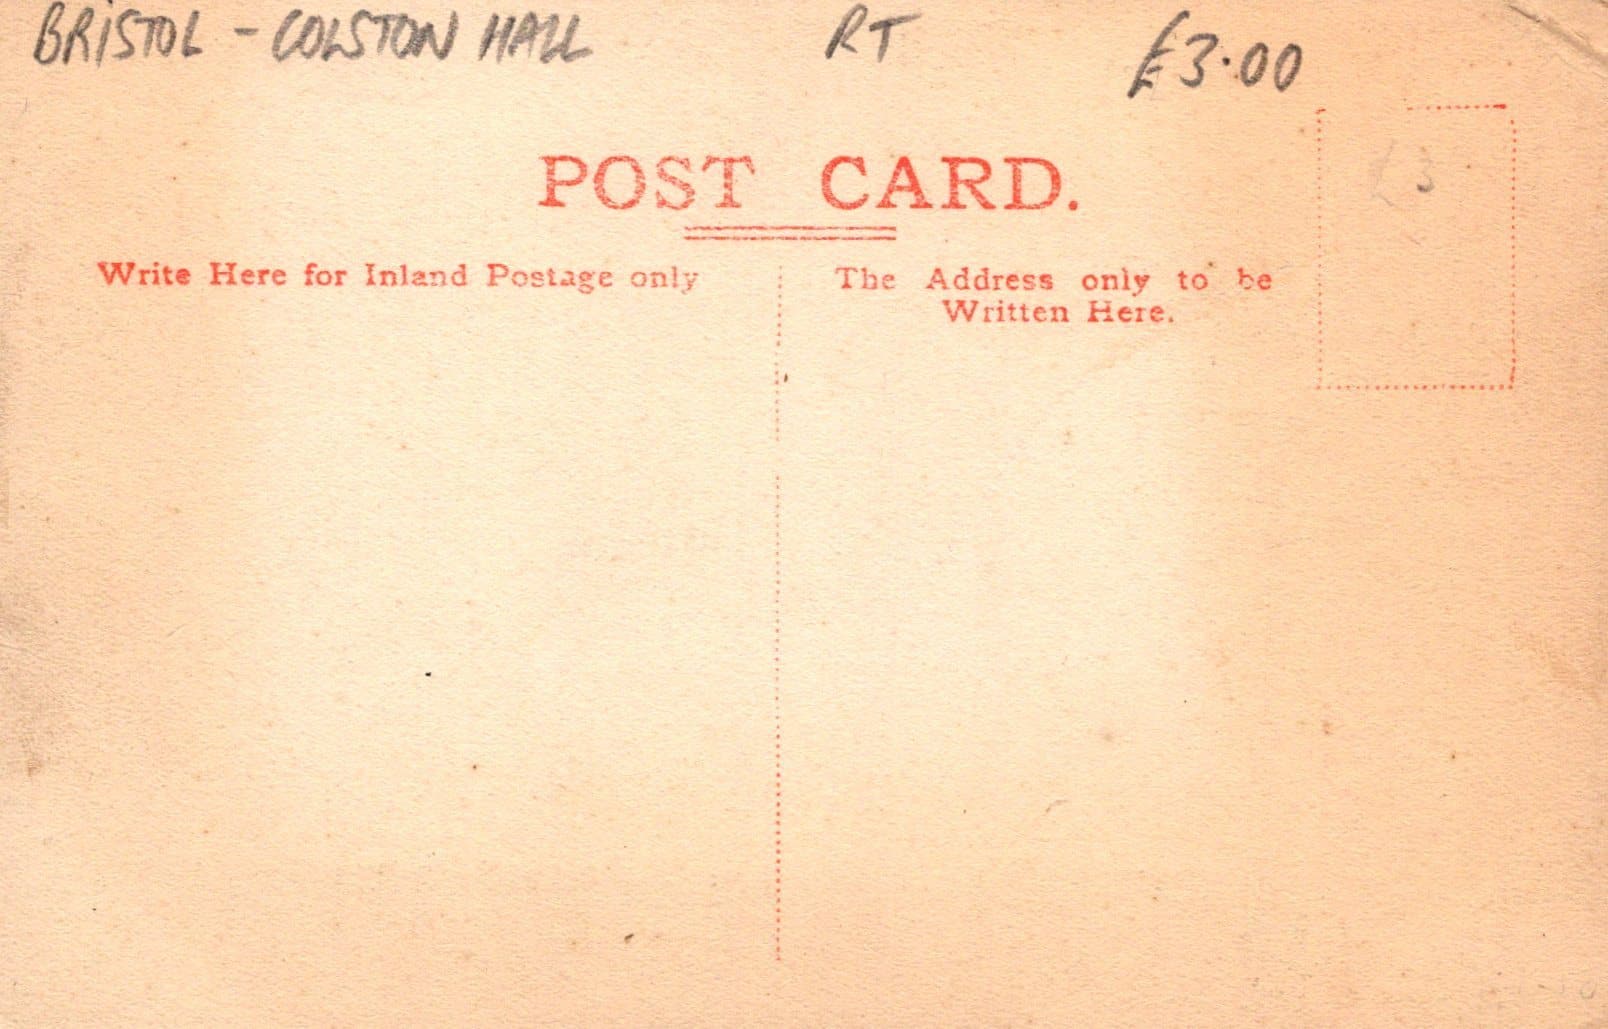 BRISTOL - COLSTON HALL RT £3.00
£3
POST CARD.
Write Here for Inland Postage only
The Address only to be
Written Here.